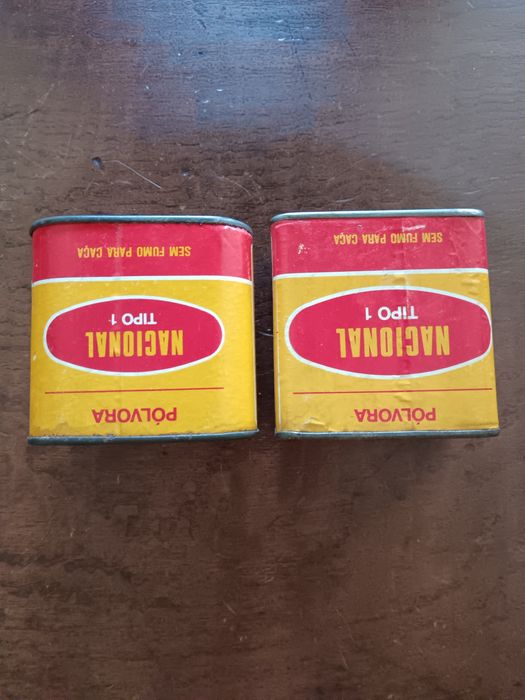 PÓLVORA
NACIONAL
TIPO 1
SEM FUMO PARA CAÇA
PÓLVORA
NACIONAL
TIPO 1
SEM FUMO PARA CAÇA